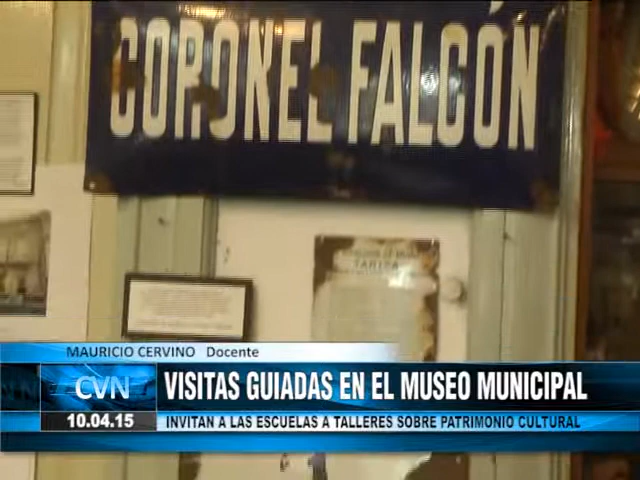 CORONEL FALCÓN
TARIFA
MAURICIO CERVINO Docente
CVN
VISITAS GUIADAS EN EL MUSEO MUNICIPAL
10.04.15
INVITAN A LAS ESCUELAS A TALLERES SOBRE PATRIMONIO CULTURAL